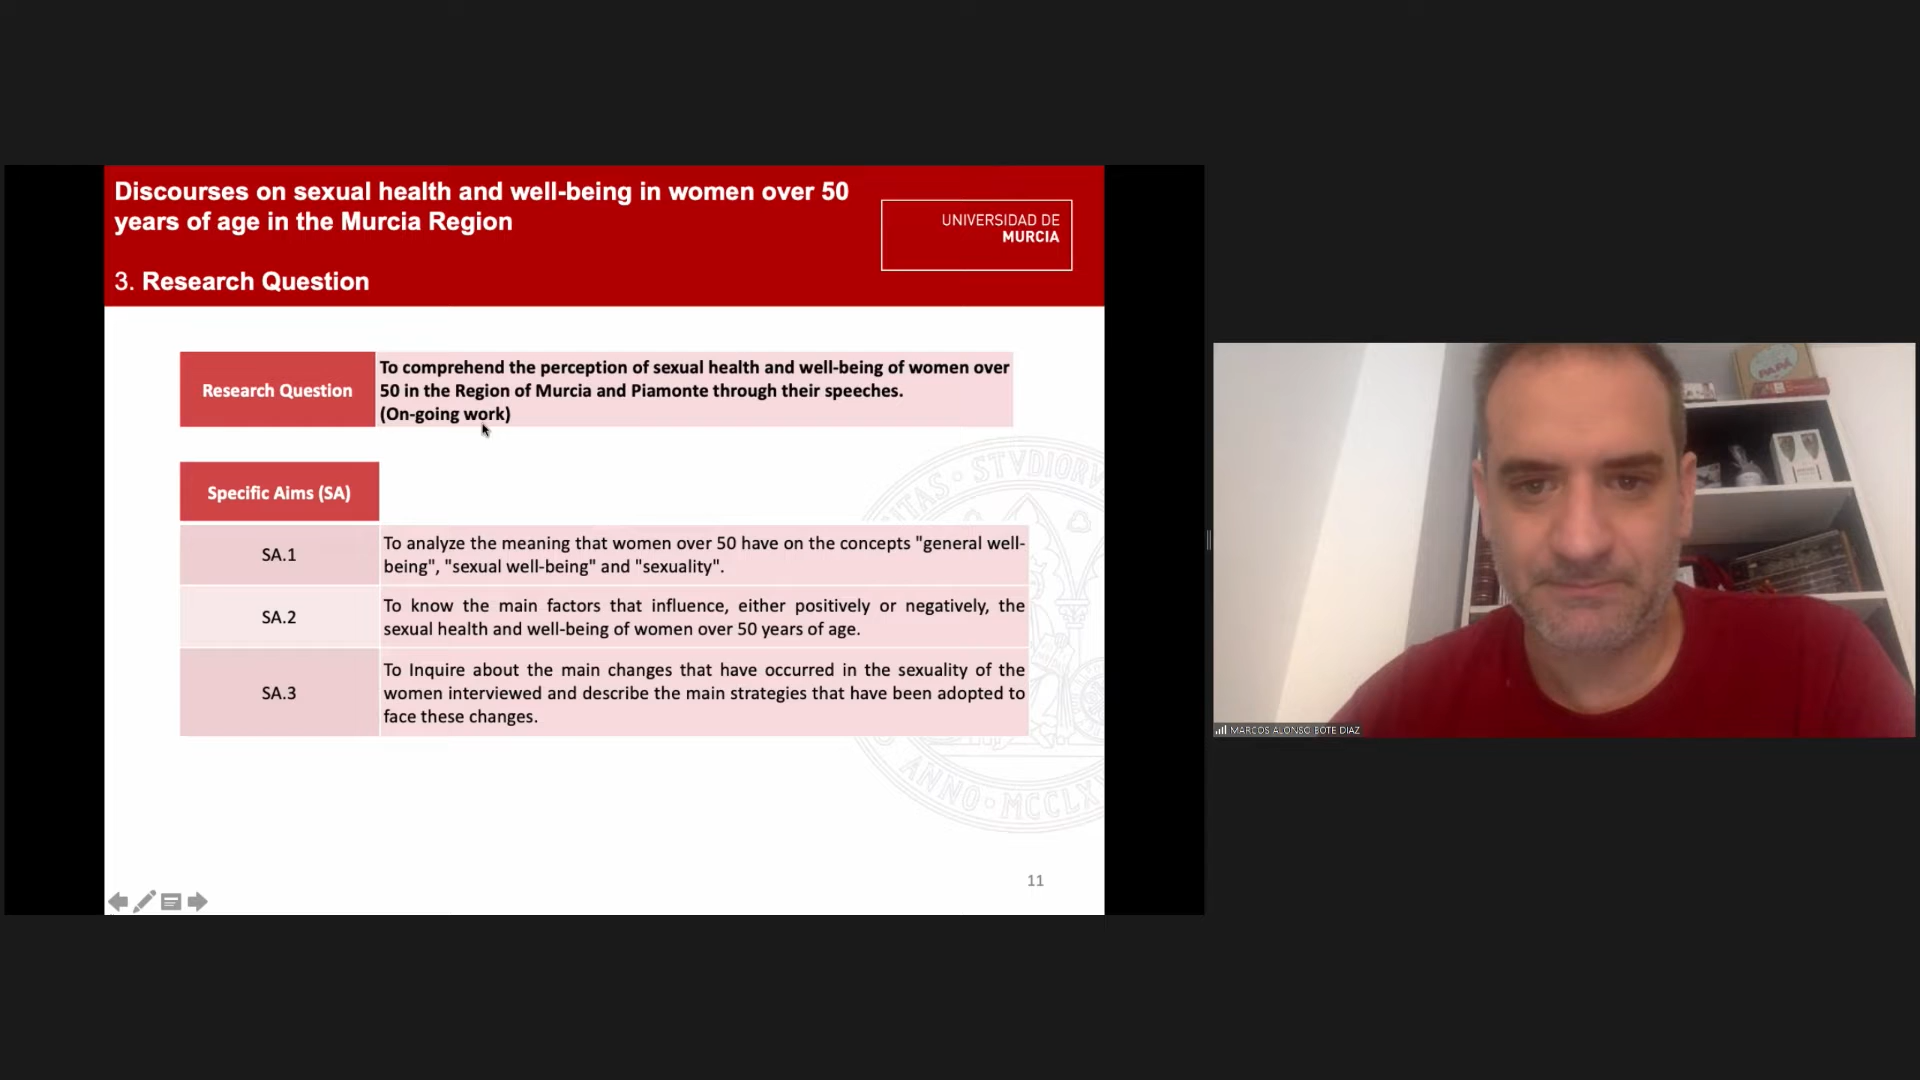 Discourses on sexual health and well-being in women over 50
years of age in the Murcia Region
3. Research Question
UNIVERSIDAD DE
MURCIA
Research Question
To comprehend the perception of sexual health and well-being of women over
50 in the Region of Murcia and Piamonte through their speeches.
(On-going work)
Specific Aims (SA)
SA.1
To analyze the meaning that women over 50 have on the concepts "general well-
being", "sexual well-being" and "sexuality".
SA.2
To know the main factors that influence, either positively or negatively, the
sexual health and well-being of women over 50 years of age.
SA.3
To Inquire about the main changes that have occurred in the sexuality of the
women interviewed and describe the main strategies that have been adopted to
face these changes.
11
MARCOS ALONSO BOTE DIAZ
PAPÁ
ANNO · MCCLX